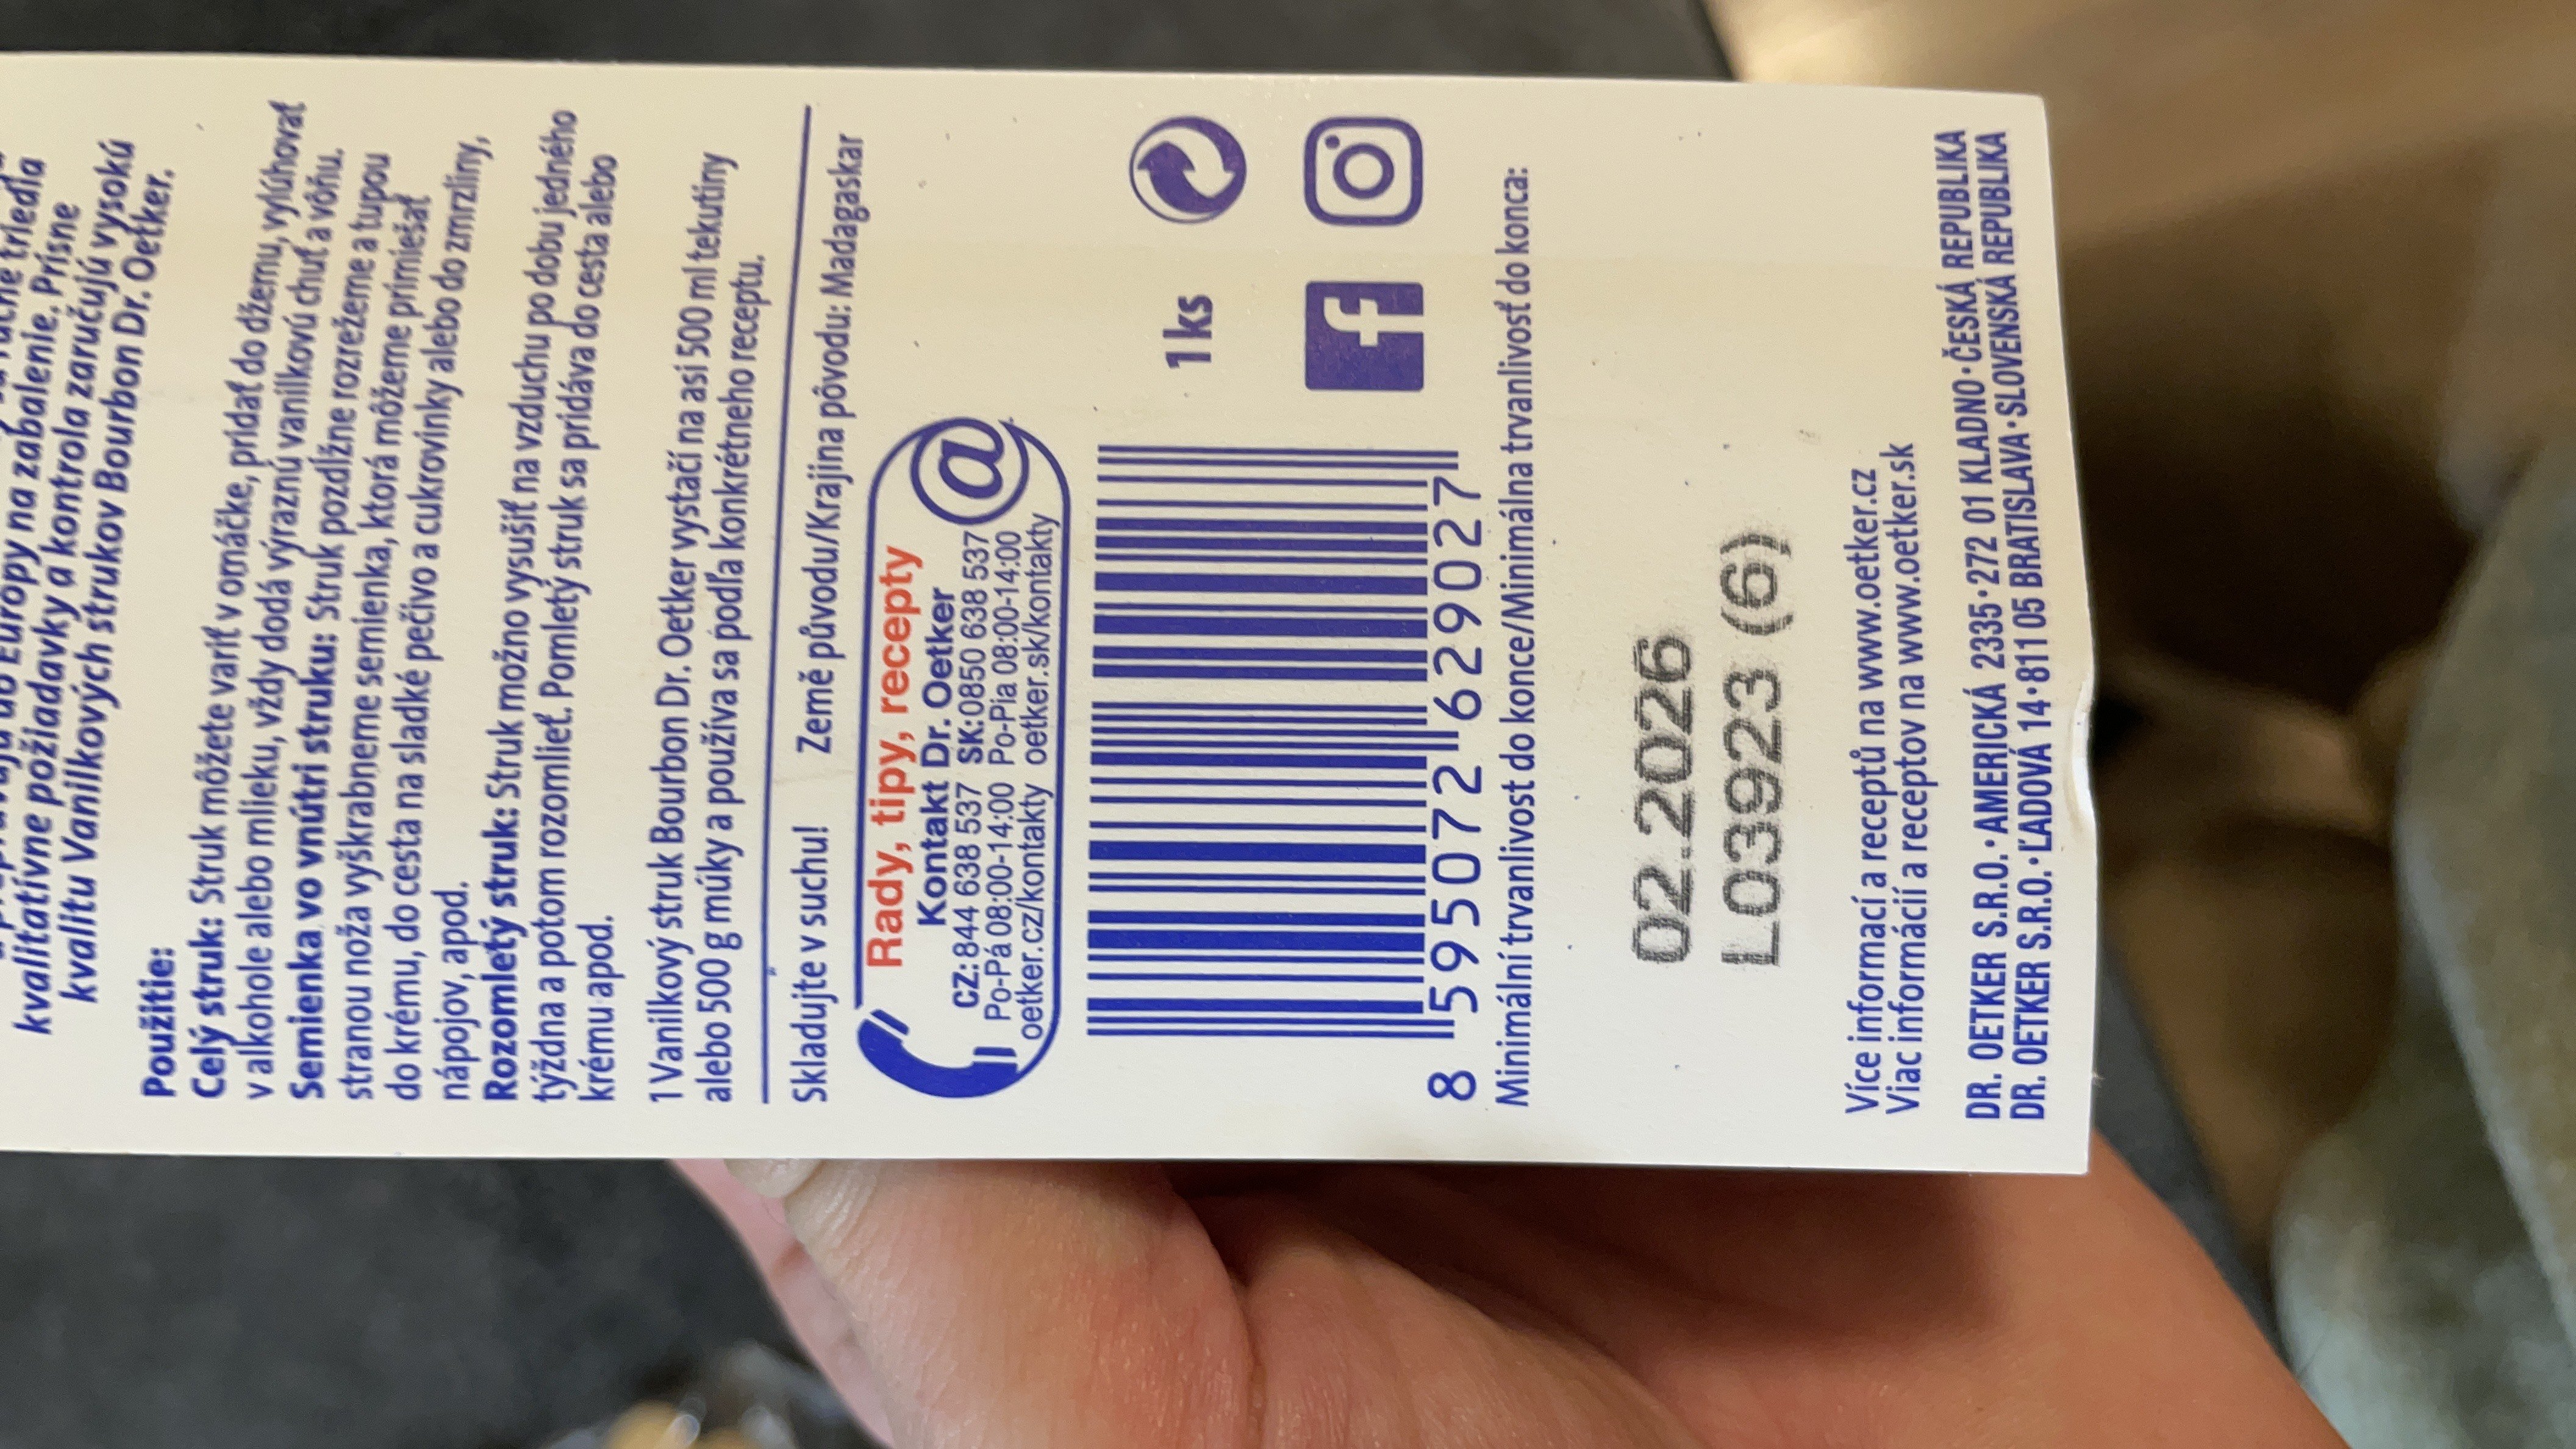 do Európy na zabalenie. Prísne
kvalitatívne požiadavky a kontrola zaručujú vysokú
kvalitu Vanilkových strukov Bourbon Dr. Oetker.
Použitie:
Celý struk: Struk môžete variť v omáčke, pridať do džemu, vylúhovať
v alkohole alebo mlieku, vždy dodá výraznú vanilkovú chuť a vôňu.
Semienka vo vnútri struku: Struk pozdĺžne rozrežeme a tupou
stranou noža vyškrabneme semienka, ktorá môžeme primiešať
do krému, do cesta na sladké pečivo a cukrovinky alebo do zmrzliny,
nápojov, apod.
Rozomletý struk: Struk možno vysušiť na vzduchu po dobu jedného
týždna a potom rozomlieť. Pomletý struk sa pridáva do cesta alebo
krému apod.
1 Vanilkový struk Bourbon Dr. Oetker vystačí na asi 500 ml tekutiny
alebo 500 g múky a používa sa podľa konkrétneho receptu.
Skladujte v suchu! Země původu/Krajina pôvodu: Madagaskar
Rady, tipy, recepty
Kontakt Dr. Oetker
CZ: 844 638 537 SK: 0850 638 537
Po-Pá 08:00-14:00 Po-Pia 08:00-14:00
oetker.cz/kontakty oetker.sk/kontakty
@
1 ks
8 595072 629027
Minimální trvanlivost do konce/Minimálna trvanlivosť do konca:
02.2026
L03923 (6)
Více informací a receptů na www.oetker.cz
Viac informácií a receptov na www.oetker.sk
DR. OETKER S.R.O. · AMERICKÁ 2335 · 272 01 KLADNO · ČESKÁ REPUBLIKA
DR. OETKER S.R.O. · ĽADOVÁ 14 · 811 05 BRATISLAVA · SLOVENSKÁ REPUBLIKA